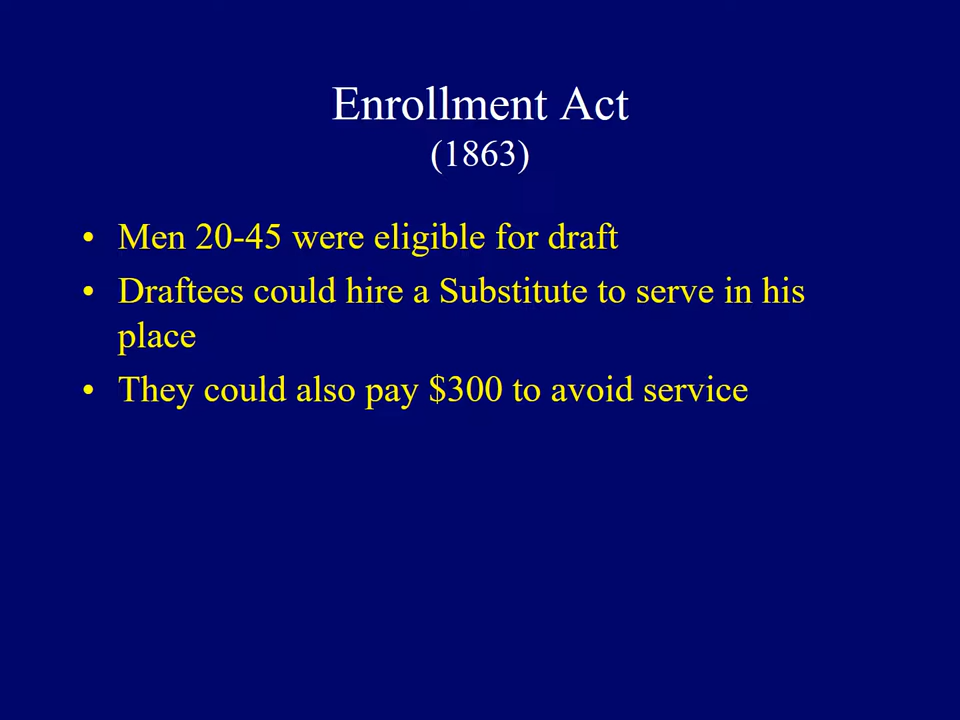 Enrollment Act
(1863)
• Men 20-45 were eligible for draft
• Draftees could hire a Substitute to serve in his
place
• They could also pay $300 to avoid service